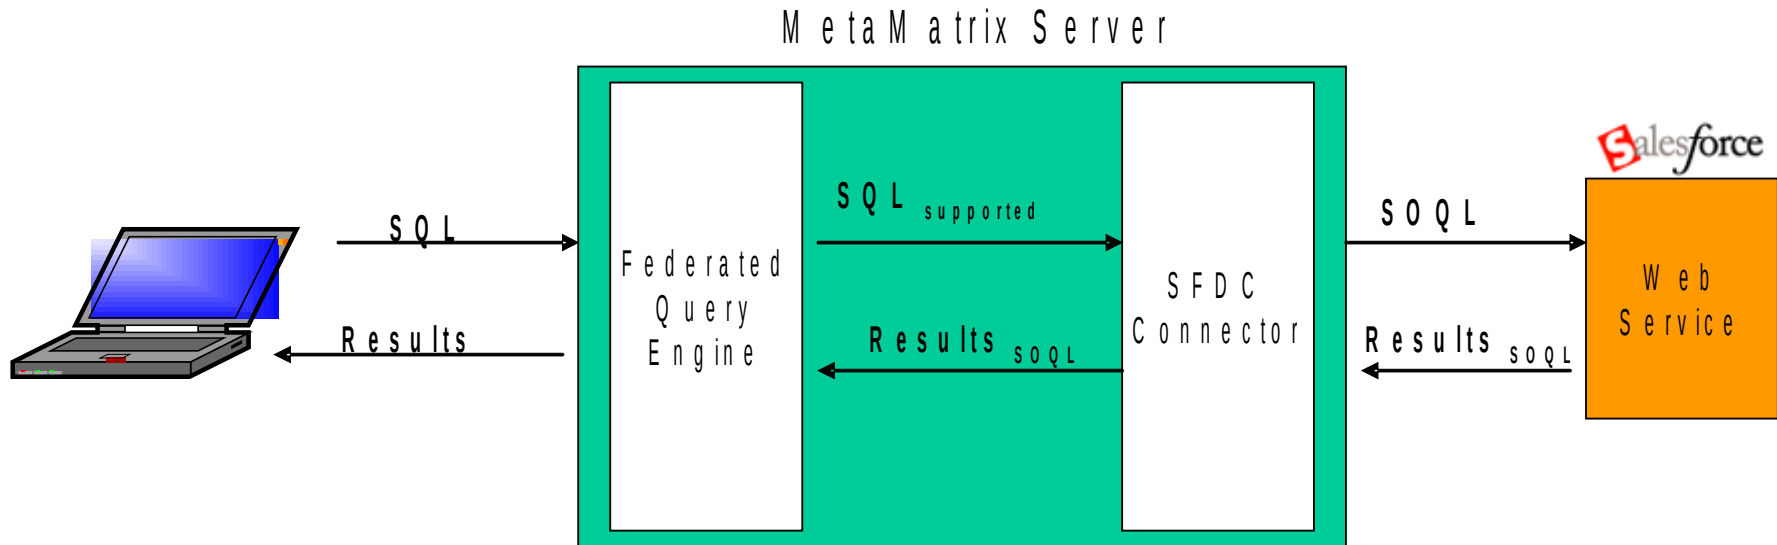 MetaMatrix Server
Salesforce
SQL
SQL supported
SOQL
Federated
Query
Engine
SFDC
Connector
Web
Service
Results
Results SOQL
Results SOQL